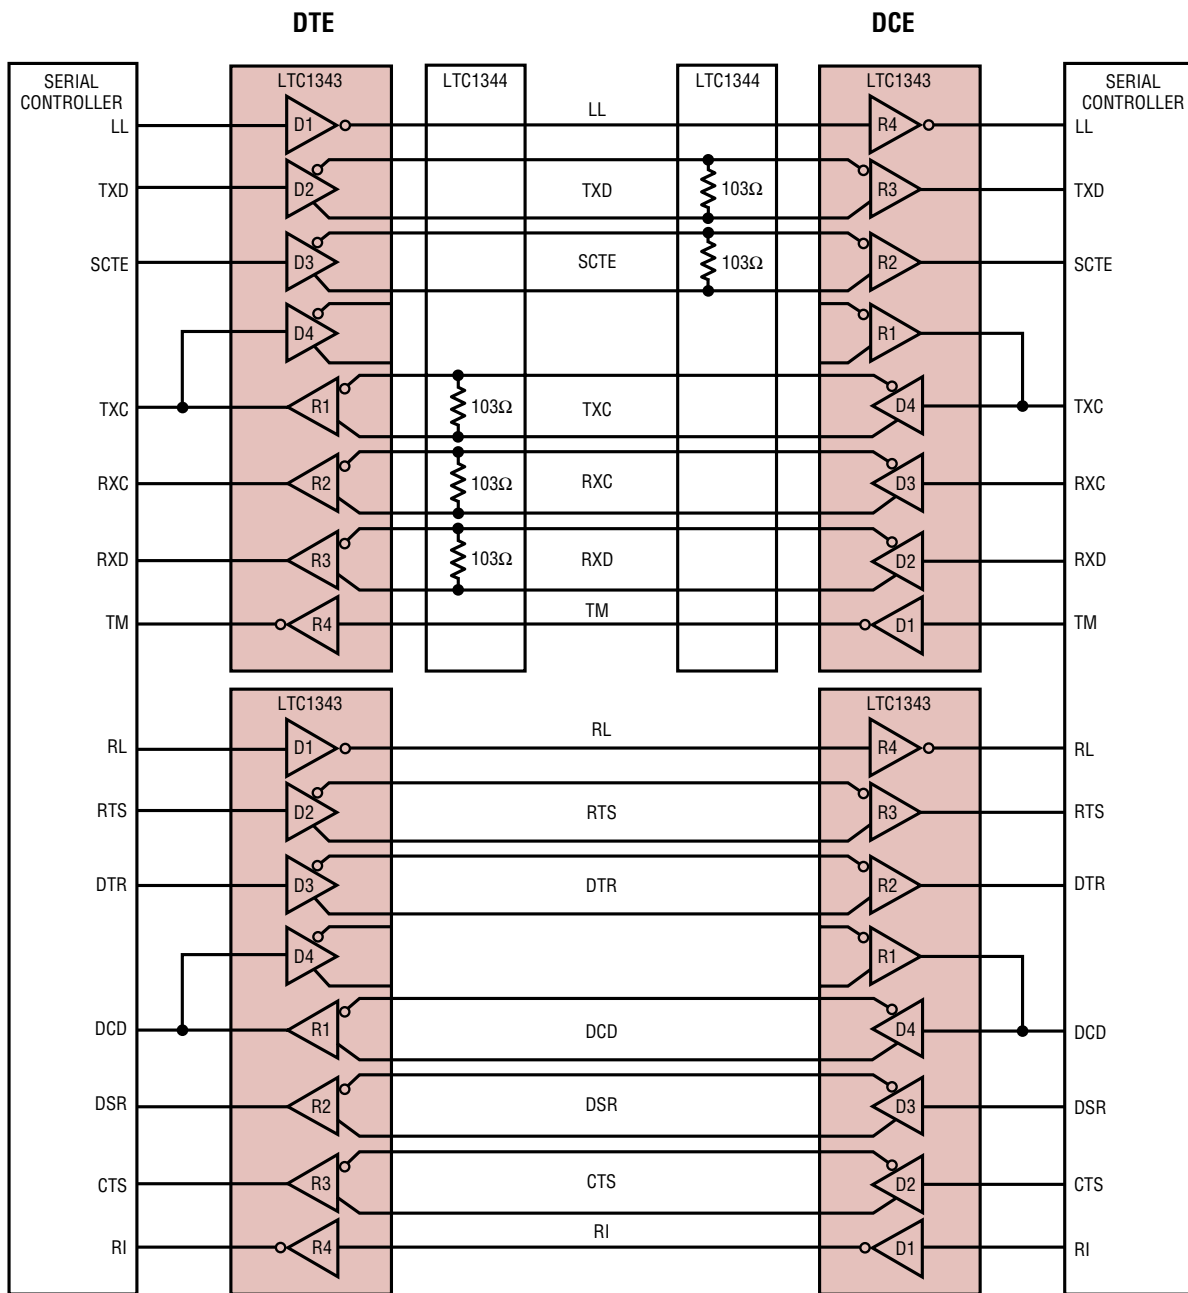 DTE
DCE
SERIAL
CONTROLLER
LTC1343
LTC1344
LTC1344
LTC1343
SERIAL
CONTROLLER
LL
D1
LL
R4
LL
TXD
D2
TXD
103Ω
R3
TXD
SCTE
D3
SCTE
103Ω
R2
SCTE
D4
R1
TXC
R1
103Ω
TXC
D4
TXC
RXC
R2
103Ω
RXC
D3
RXC
RXD
R3
103Ω
RXD
D2
RXD
TM
R4
TM
D1
TM
LTC1343
LTC1343
RL
D1
RL
R4
RL
RTS
D2
RTS
R3
RTS
DTR
D3
DTR
R2
DTR
D4
R1
DCD
R1
DCD
D4
DCD
DSR
R2
DSR
D3
DSR
CTS
R3
CTS
D2
CTS
RI
R4
RI
D1
RI